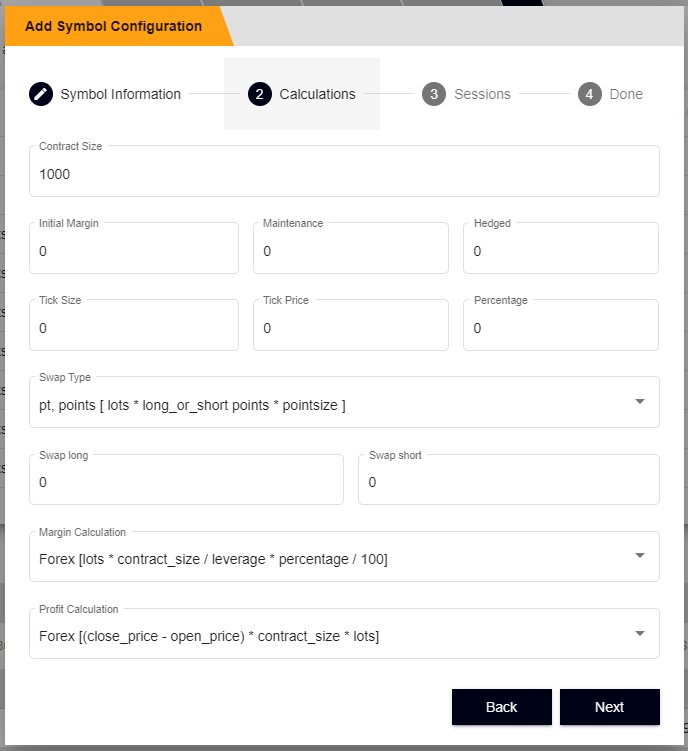 Add Symbol Configuration
Symbol Information
2 Calculations
3 Sessions
4 Done
Contract Size
1000
Initial Margin
0
Maintenance
0
Hedged
0
Tick Size
0
Tick Price
0
Percentage
0
Swap Type
pt, points [ lots * long_or_short points * pointsize ]
Swap long
0
Swap short
0
Margin Calculation
Forex [lots * contract_size / leverage * percentage / 100]
Profit Calculation
Forex [(close_price - open_price) * contract_size * lots]
Back
Next